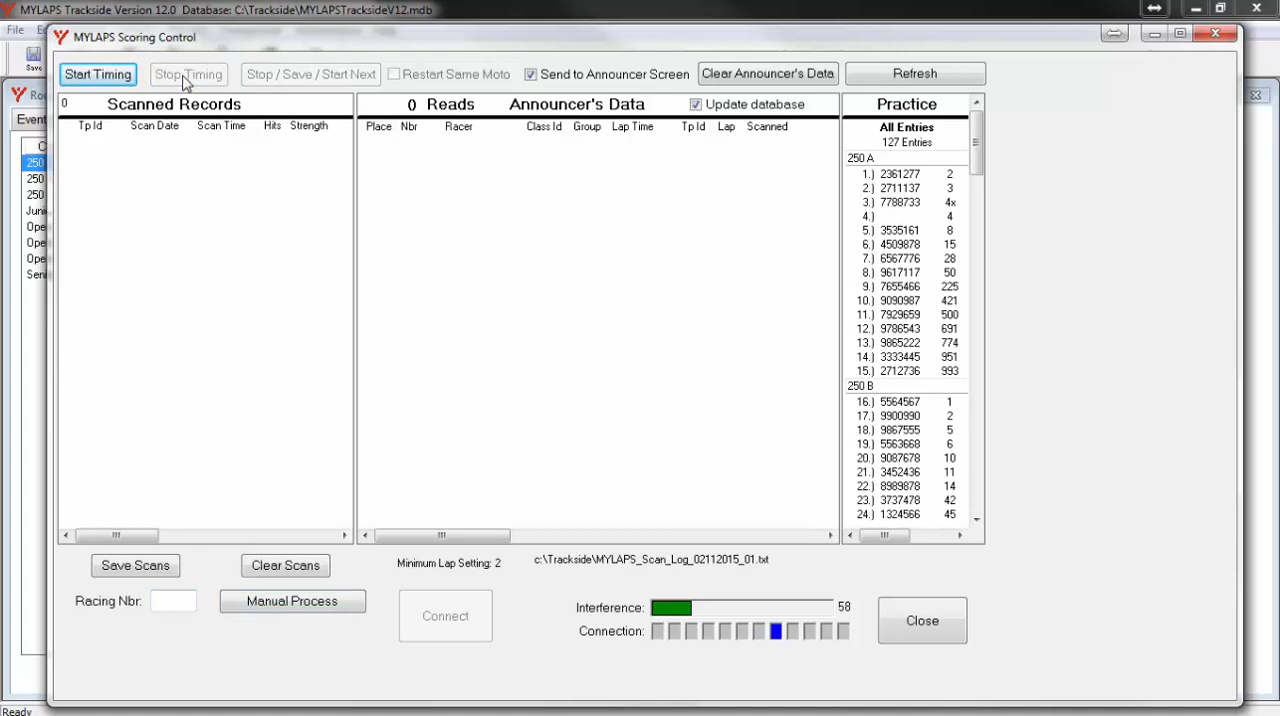 MYLAPS Trackside Version 12.0 Database: C:\Trackside\MYLAPSTracksideV12.mdb
File
MYLAPS Scoring Control
Save
Start Timing Stop Timing Stop / Save / Start Next Restart Same Moto Send to Announcer Screen Clear Announcer's Data Refresh
0 Scanned Records
Tp Id Scan Date Scan Time Hits Strength
0 Reads Announcer's Data Update database
Place Nbr Racer Class Id Group Lap Time Tp Id Lap Scanned
Practice
All Entries
127 Entries
250 A
1.) 2361277 2
2.) 2711137 3
3.) 7788733 4x
4.) 4
5.) 3535161 8
6.) 4509878 15
7.) 6567776 28
8.) 9617117 50
9.) 7655466 225
10.) 9090987 421
11.) 7929659 500
12.) 9786543 691
13.) 9865222 774
14.) 3333445 951
15.) 2712736 993
250 B
16.) 5564567 1
17.) 9900990 2
18.) 9867555 5
19.) 5563668 6
20.) 9087678 10
21.) 3452436 11
22.) 8989878 14
23.) 3737478 42
24.) 1324566 45
Event
250
250
250
Save Scans Clear Scans Minimum Lap Setting: 2 c:\Trackside\MYLAPS_Scan_Log_02112015_01.txt
Racing Nbr: Manual Process Connect
Interference: 58
Connection:
Close
Ready